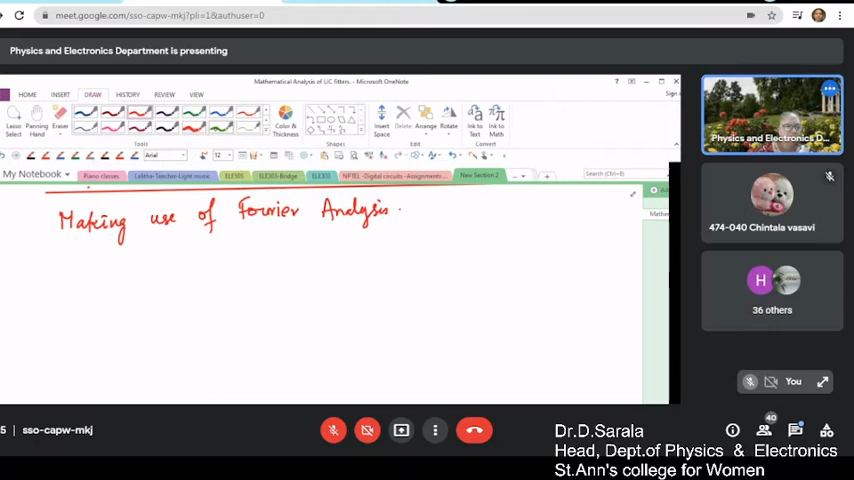 meet.google.com/sso-capw-mkj?pli=1&authuser=0
Physics and Electronics Department is presenting
Mathematical Analysis of L/C filters. - Microsoft OneNote
HOME INSERT DRAW HISTORY REVIEW VIEW
Sign
Lasso Select
Panning Hand
Eraser
Color & Thickness
Insert Space
Delete
Arrange
Rotate
Ink to Text
Ink to Math
Tools
Shapes
Edit
Convert
Arial 12
My Notebook
Piano classes
Lalitha-Teacher-Light music
ELE505
ELE305-Bridge
NPTEL -Digital circuits -Assignments...
New Section 2
Search (Ctrl+E)
Making use of Fourier Analysis.
Physics and Electronics D...
474-040 Chintala vasavi
H
36 others
You
5 sso-capw-mkj
40
Dr.D.Sarala
Head, Dept.of Physics & Electronics
St.Ann's college for Women